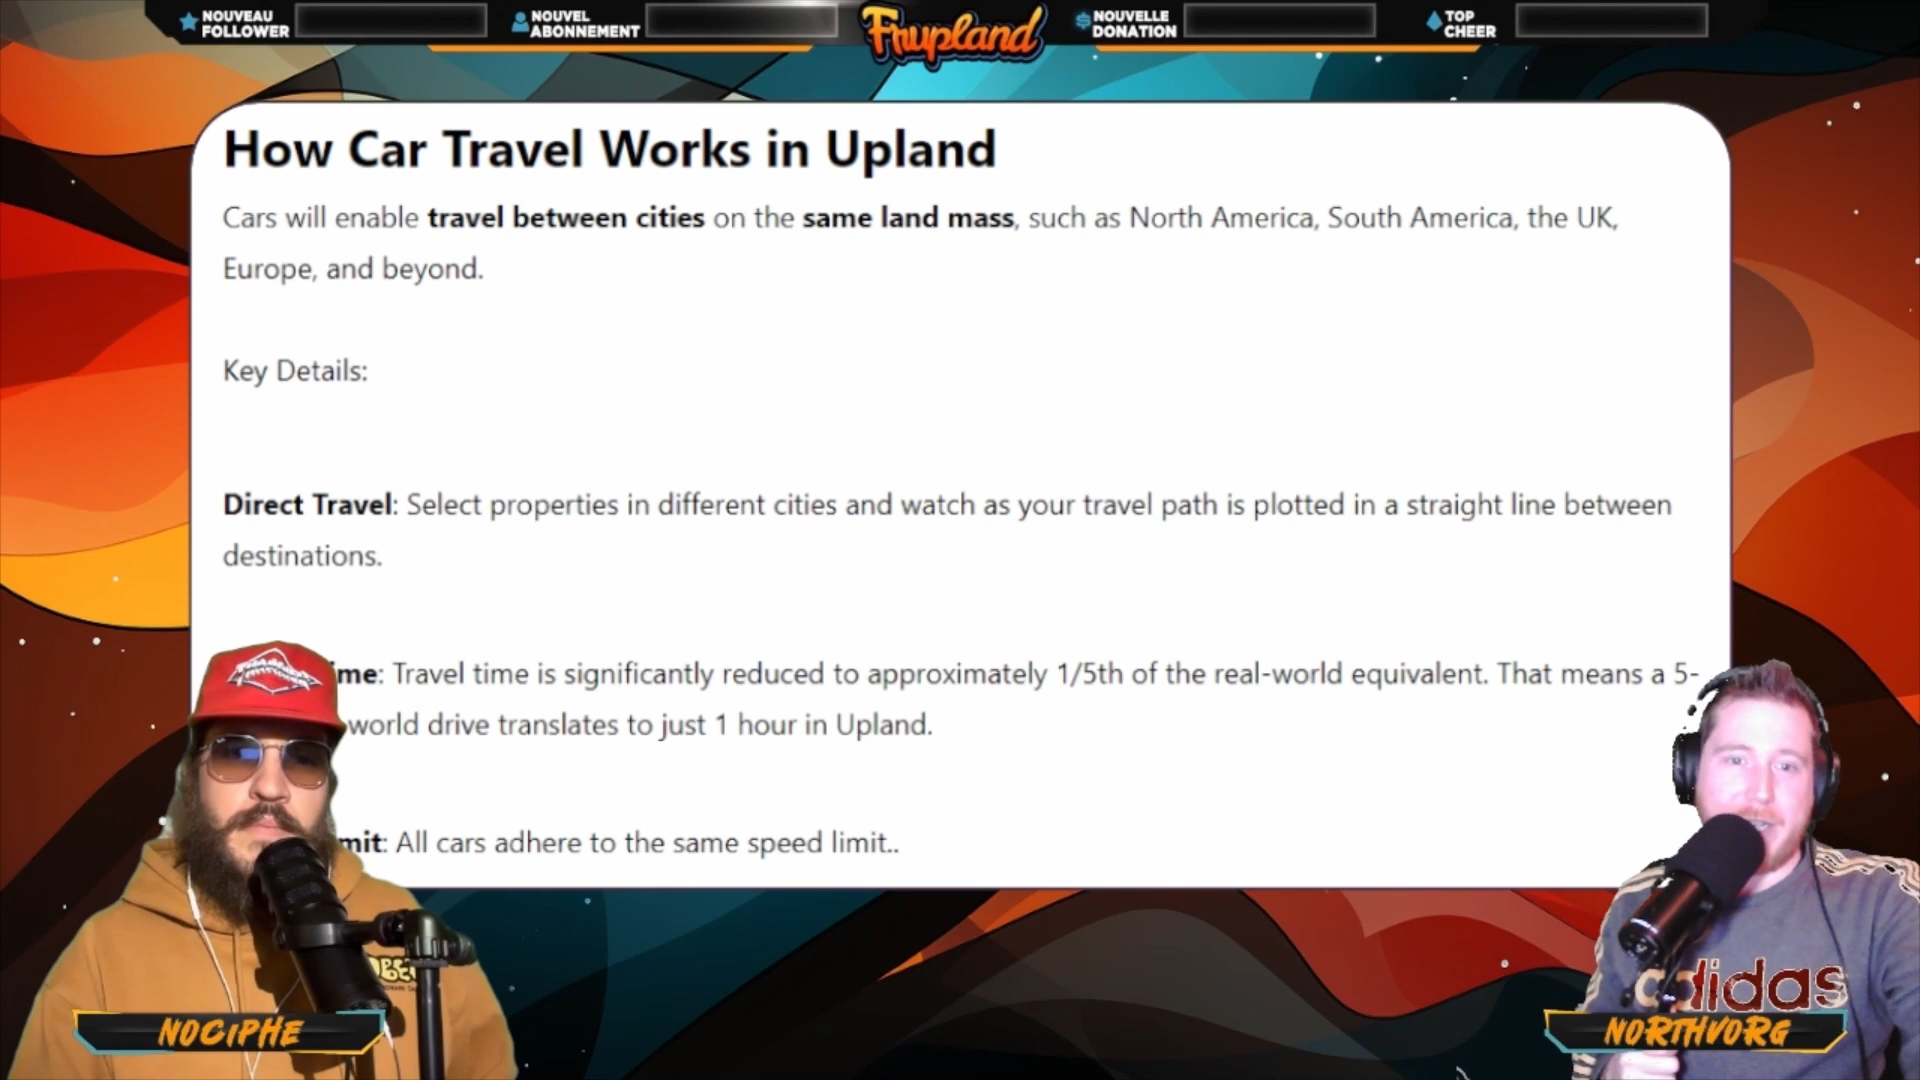 NOUVEAU
FOLLOWER
NOUVEL
ABONNEMENT
Frupland
NOUVELLE
DONATION
TOP
CHEER
How Car Travel Works in Upland
Cars will enable travel between cities on the same land mass, such as North America, South America, the UK,
Europe, and beyond.
Key Details:
Direct Travel: Select properties in different cities and watch as your travel path is plotted in a straight line between
destinations.
ime: Travel time is significantly reduced to approximately 1/5th of the real-world equivalent. That means a 5-
world drive translates to just 1 hour in Upland.
mit: All cars adhere to the same speed limit..
adidas
NOCIPHE
NORTHVORG